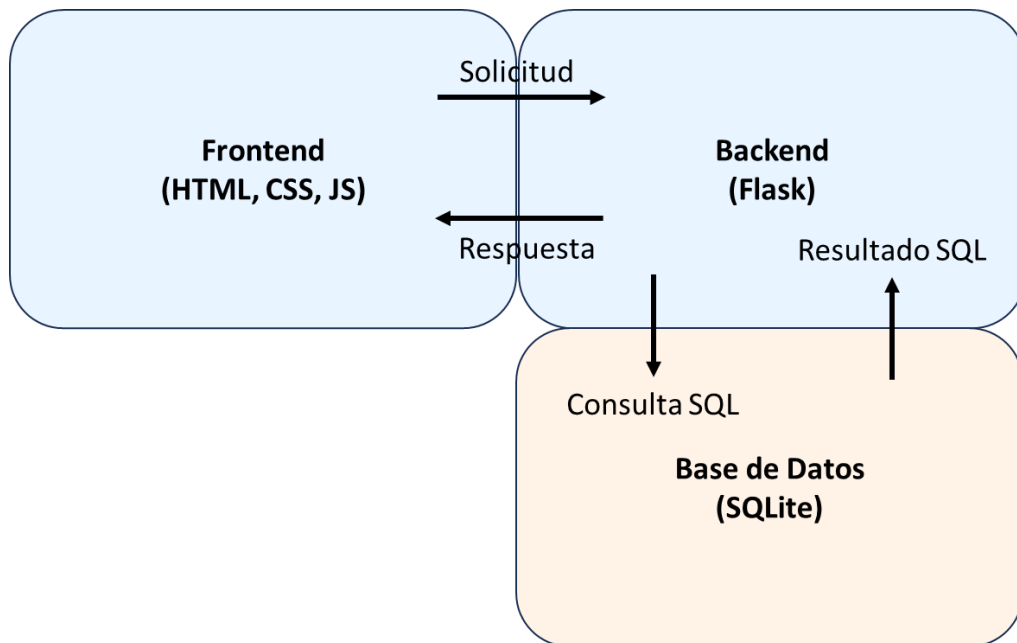 Solicitud
Frontend
(HTML, CSS, JS)
Backend
(Flask)
Respuesta
Resultado SQL
Consulta SQL
Base de Datos
(SQLite)